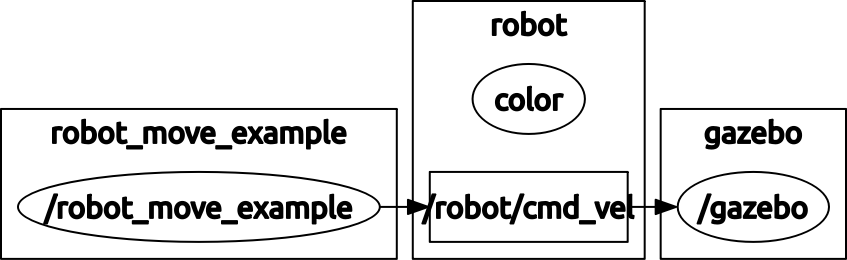 robot
color
robot_move_example
gazebo
/robot_move_example
/robot/cmd_vel
/gazebo